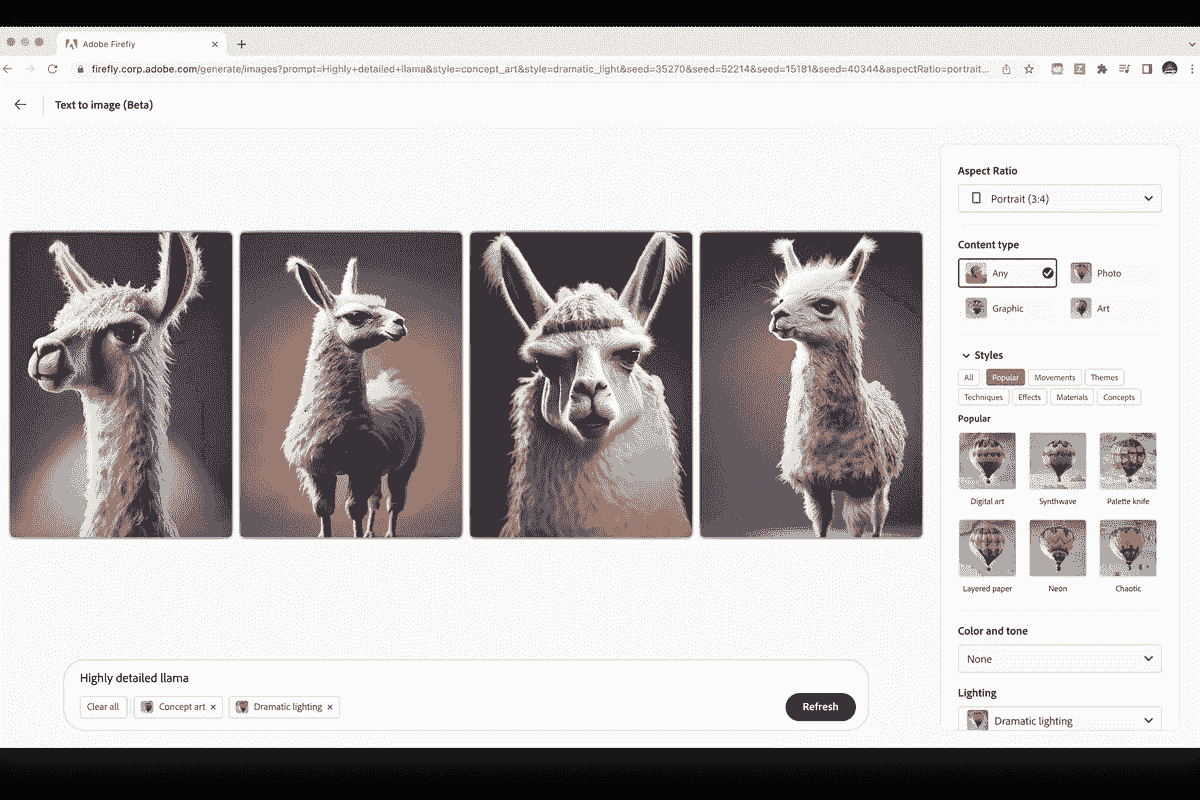 Adobe Firefly
firefly.corp.adobe.com/generate/images?prompt=Highly+detailed+llama&style=concept_art&style=dramatic_light&seed=35270&seed=52214&seed=15181&seed=40344&aspectRatio=portrait...
Text to image (Beta)
Aspect Ratio
Portrait (3:4)
Content type
Any
Photo
Graphic
Art
Styles
All Popular Movements Themes
Techniques Effects Materials Concepts
Popular
Digital art Synthwave Palette knife
Layered paper Neon Chaotic
Color and tone
None
Lighting
Dramatic lighting
Highly detailed llama
Clear all Concept art × Dramatic lighting ×
Refresh